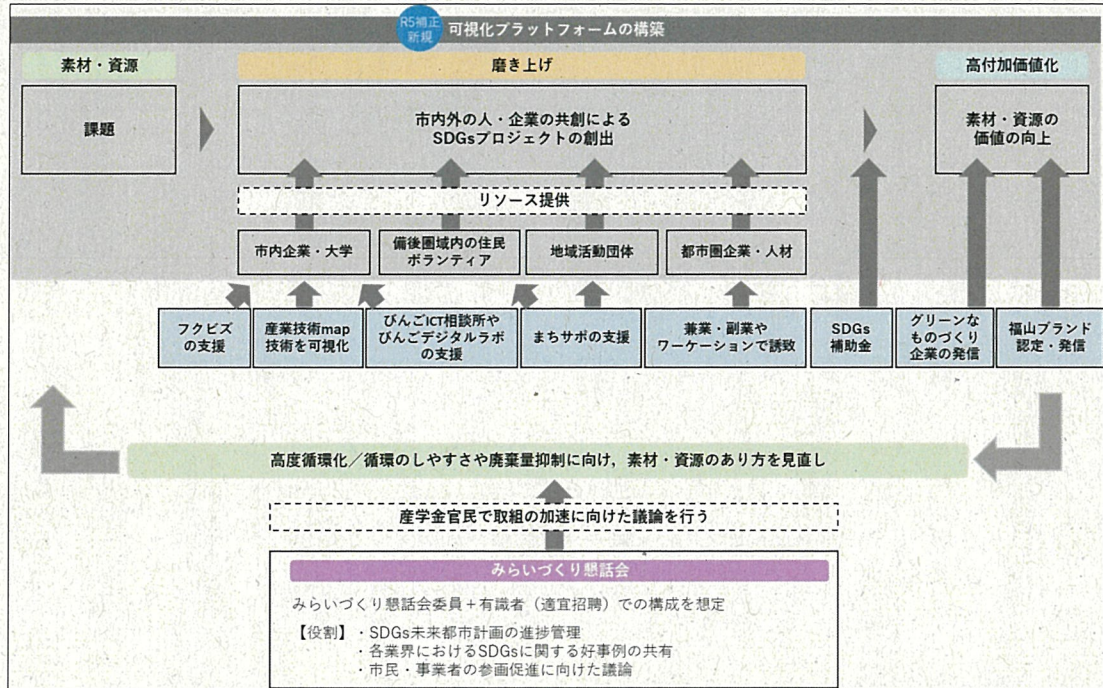 R5補正
新規
可視化プラットフォームの構築
素材・資源
磨き上げ
高付加価値化
課題
市内外の人・企業の共創による
SDGsプロジェクトの創出
素材・資源の
価値の向上
リソース提供
市内企業・大学
備後圏域内の住民
ボランティア
地域活動団体
都市圏企業・人材
フクビズ
の支援
産業技術map
技術を可視化
びんごICT相談所や
びんごデジタルラボ
の支援
まちサポの支援
兼業・副業や
ワーケーションで誘致
SDGs
補助金
グリーンな
ものづくり
企業の発信
福山ブランド
認定・発信
高度循環化／循環のしやすさや廃棄量抑制に向け，素材・資源のあり方を見直し
産学金官民で取組の加速に向けた議論を行う
みらいづくり懇話会
みらいづくり懇話会委員＋有識者（適宜招聘）での構成を想定
【役割】・SDGs未来都市計画の進捗管理
・各業界におけるSDGsに関する好事例の共有
・市民・事業者の参画促進に向けた議論